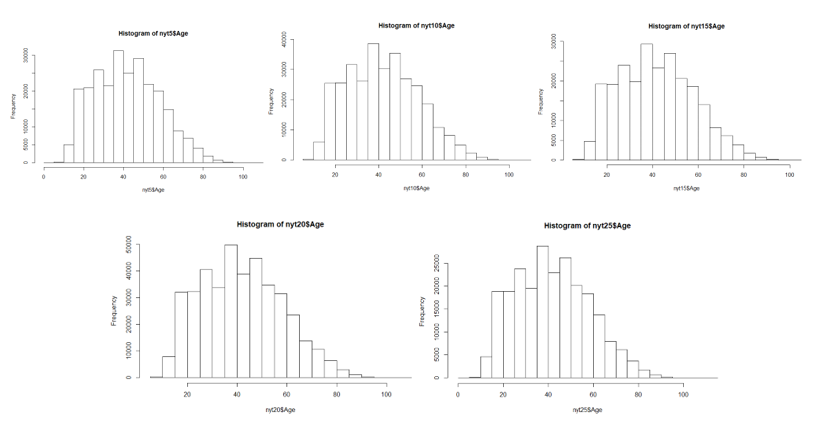 Histogram of nyt5$Age
Frequency
0 5000 10000 20000 30000
0 20 40 60 80 100
nyt5$Age
Histogram of nyt10$Age
Frequency
0 10000 20000 30000 40000
20 40 60 80 100
nyt10$Age
Histogram of nyt15$Age
Frequency
0 5000 10000 20000 30000
20 40 60 80 100
nyt15$Age
Histogram of nyt20$Age
Frequency
0 10000 20000 30000 40000 50000
20 40 60 80 100
nyt20$Age
Histogram of nyt25$Age
Frequency
0 5000 10000 15000 20000 25000
0 20 40 60 80 100
nyt25$Age